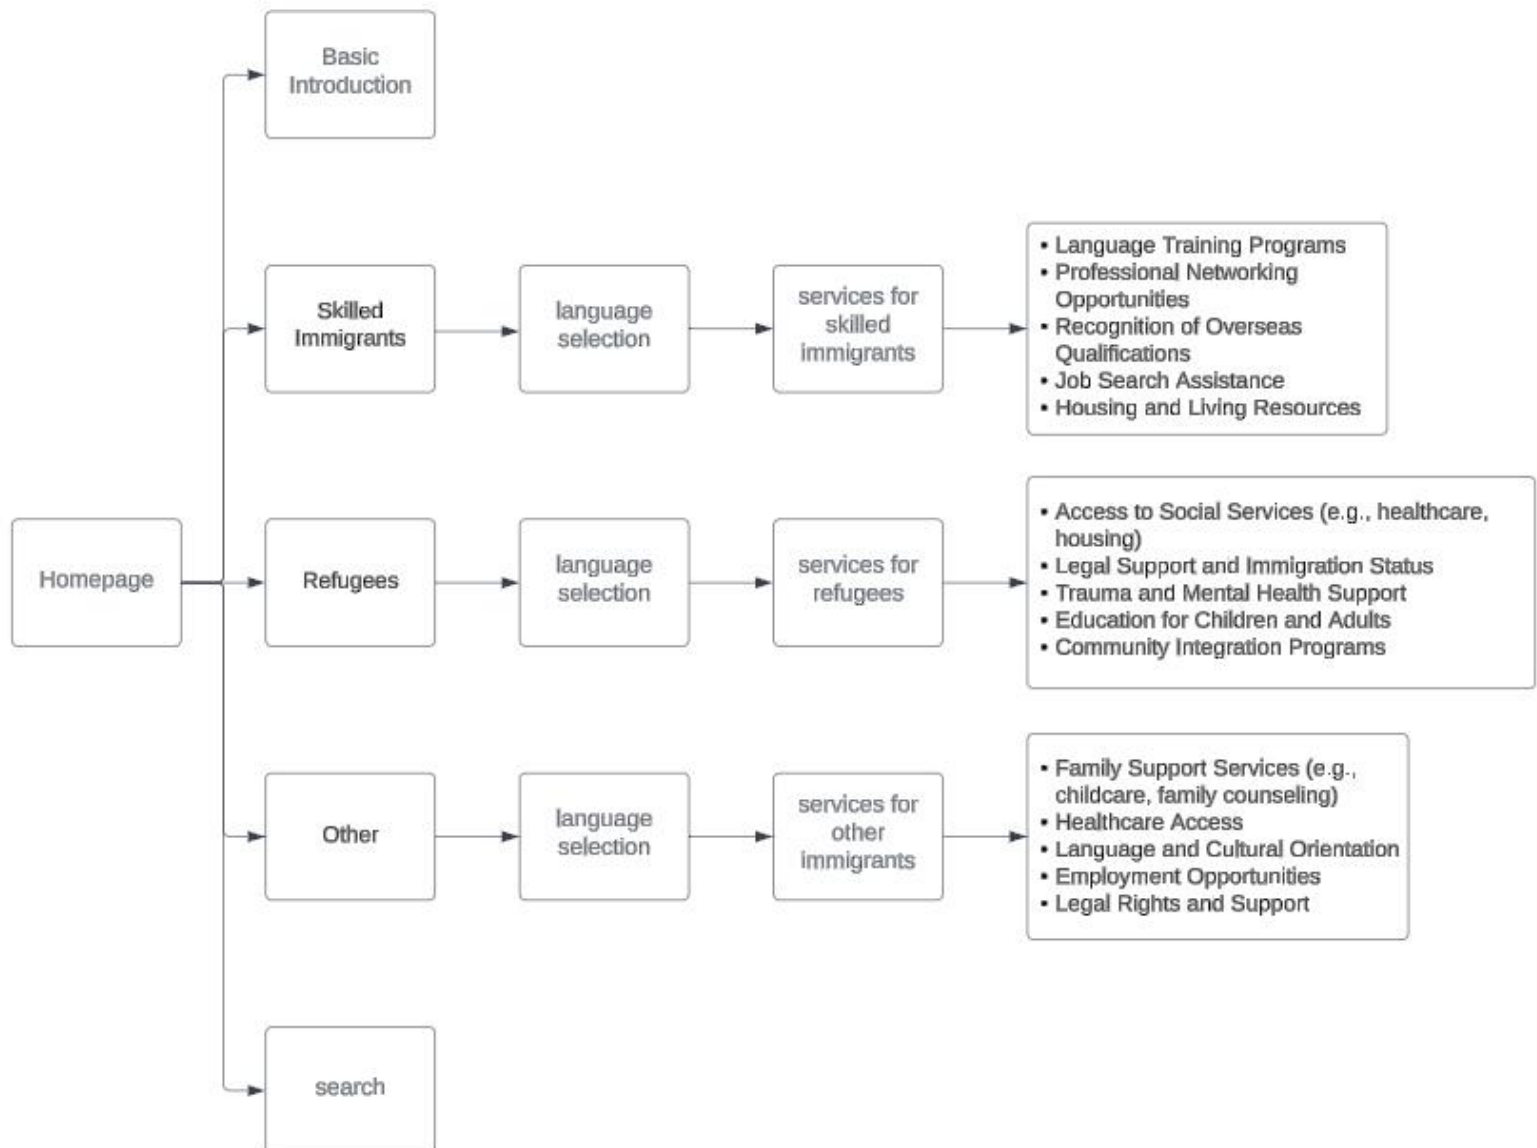 Basic
Introduction
Skilled
Immigrants
language
selection
services for
skilled
immigrants
• Language Training Programs
• Professional Networking
Opportunities
• Recognition of Overseas
Qualifications
• Job Search Assistance
• Housing and Living Resources
Homepage
Refugees
language
selection
services for
refugees
• Access to Social Services (e.g., healthcare,
housing)
• Legal Support and Immigration Status
• Trauma and Mental Health Support
• Education for Children and Adults
• Community Integration Programs
Other
language
selection
services for
other
immigrants
• Family Support Services (e.g.,
childcare, family counseling)
• Healthcare Access
• Language and Cultural Orientation
• Employment Opportunities
• Legal Rights and Support
search